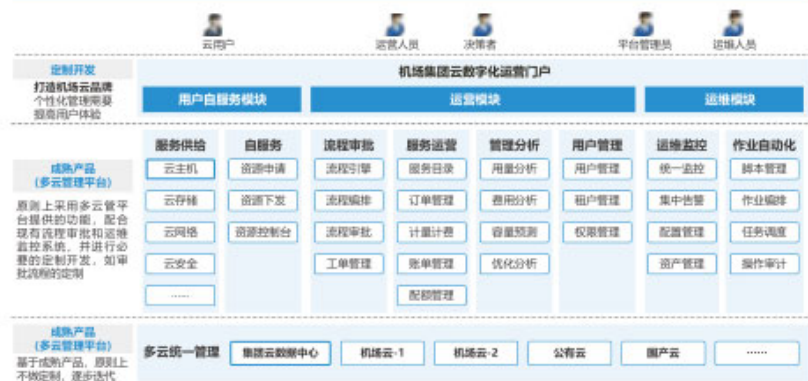 云用户 运营人员 决策者 平台管理员 运维人员
定制开发
打造机场云品牌
个性化管理需要
提高用户体验
机场集团云数字化运营门户
用户自服务模块 运营模块 运维模块
成熟产品
(多云管理平台)
原则上采用多云管平
台提供的功能，配合
现有流程审批和运维
监控系统，并进行必
要的定制开发，如审
批流程的定制
服务供给 自服务 流程审批 服务运营 管理分析 用户管理 运维监控 作业自动化
云主机 资源申请 流程引擎 服务目录 用量分析 用户管理 统一监控 脚本管理
云存储 资源下发 流程编排 订单管理 费用分析 租户管理 集中告警 作业编排
云网络 资源控制台 流程审批 计量计费 容量预测 权限管理 配置管理 任务调度
云安全 工单管理 账单管理 优化分析 资产管理 操作审计
…… 配额管理
成熟产品
(多云管理平台)
基于成熟产品，原则上
不做定制，逐步迭代
多云统一管理 集团云数据中心 机场云-1 机场云-2 公有云 国产云 ……